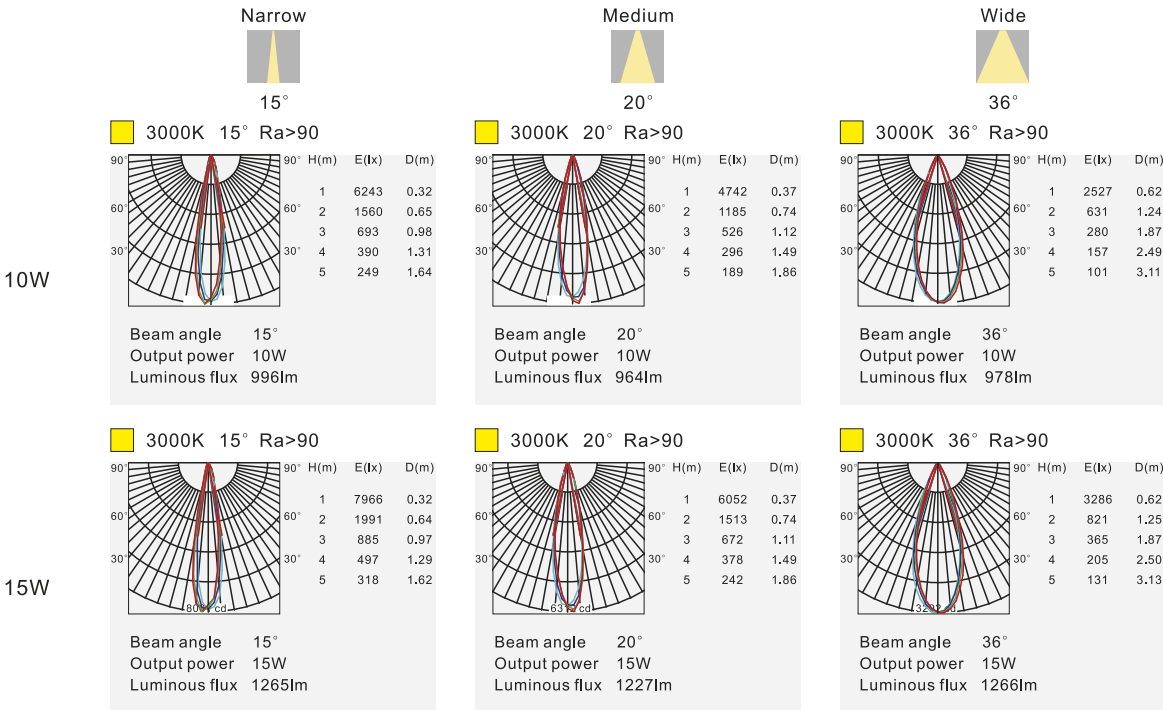 Narrow
Medium
Wide
15°
20°
36°
3000K 15° Ra>90
3000K 20° Ra>90
3000K 36° Ra>90
90° 90° H(m) E(lx) D(m)
1 6243 0.32
60° 60° 2 1560 0.65
3 693 0.98
30° 30° 4 390 1.31
5 249 1.64
90° 90° H(m) E(lx) D(m)
1 4742 0.37
60° 60° 2 1185 0.74
3 526 1.12
30° 30° 4 296 1.49
5 189 1.86
90° 90° H(m) E(lx) D(m)
1 2527 0.62
60° 60° 2 631 1.24
3 280 1.87
30° 30° 4 157 2.49
5 101 3.11
10W
Beam angle 15°
Output power 10W
Luminous flux 996lm
Beam angle 20°
Output power 10W
Luminous flux 964lm
Beam angle 36°
Output power 10W
Luminous flux 978lm
3000K 15° Ra>90
3000K 20° Ra>90
3000K 36° Ra>90
90° 90° H(m) E(lx) D(m)
1 7966 0.32
60° 60° 2 1991 0.64
3 885 0.97
30° 30° 4 497 1.29
5 318 1.62
cd
90° 90° H(m) E(lx) D(m)
1 6052 0.37
60° 60° 2 1513 0.74
3 672 1.11
30° 30° 4 378 1.49
5 242 1.86
cd
90° 90° H(m) E(lx) D(m)
1 3286 0.62
60° 60° 2 821 1.25
3 365 1.87
30° 30° 4 205 2.50
5 131 3.13
15W
Beam angle 15°
Output power 15W
Luminous flux 1265lm
Beam angle 20°
Output power 15W
Luminous flux 1227lm
Beam angle 36°
Output power 15W
Luminous flux 1266lm